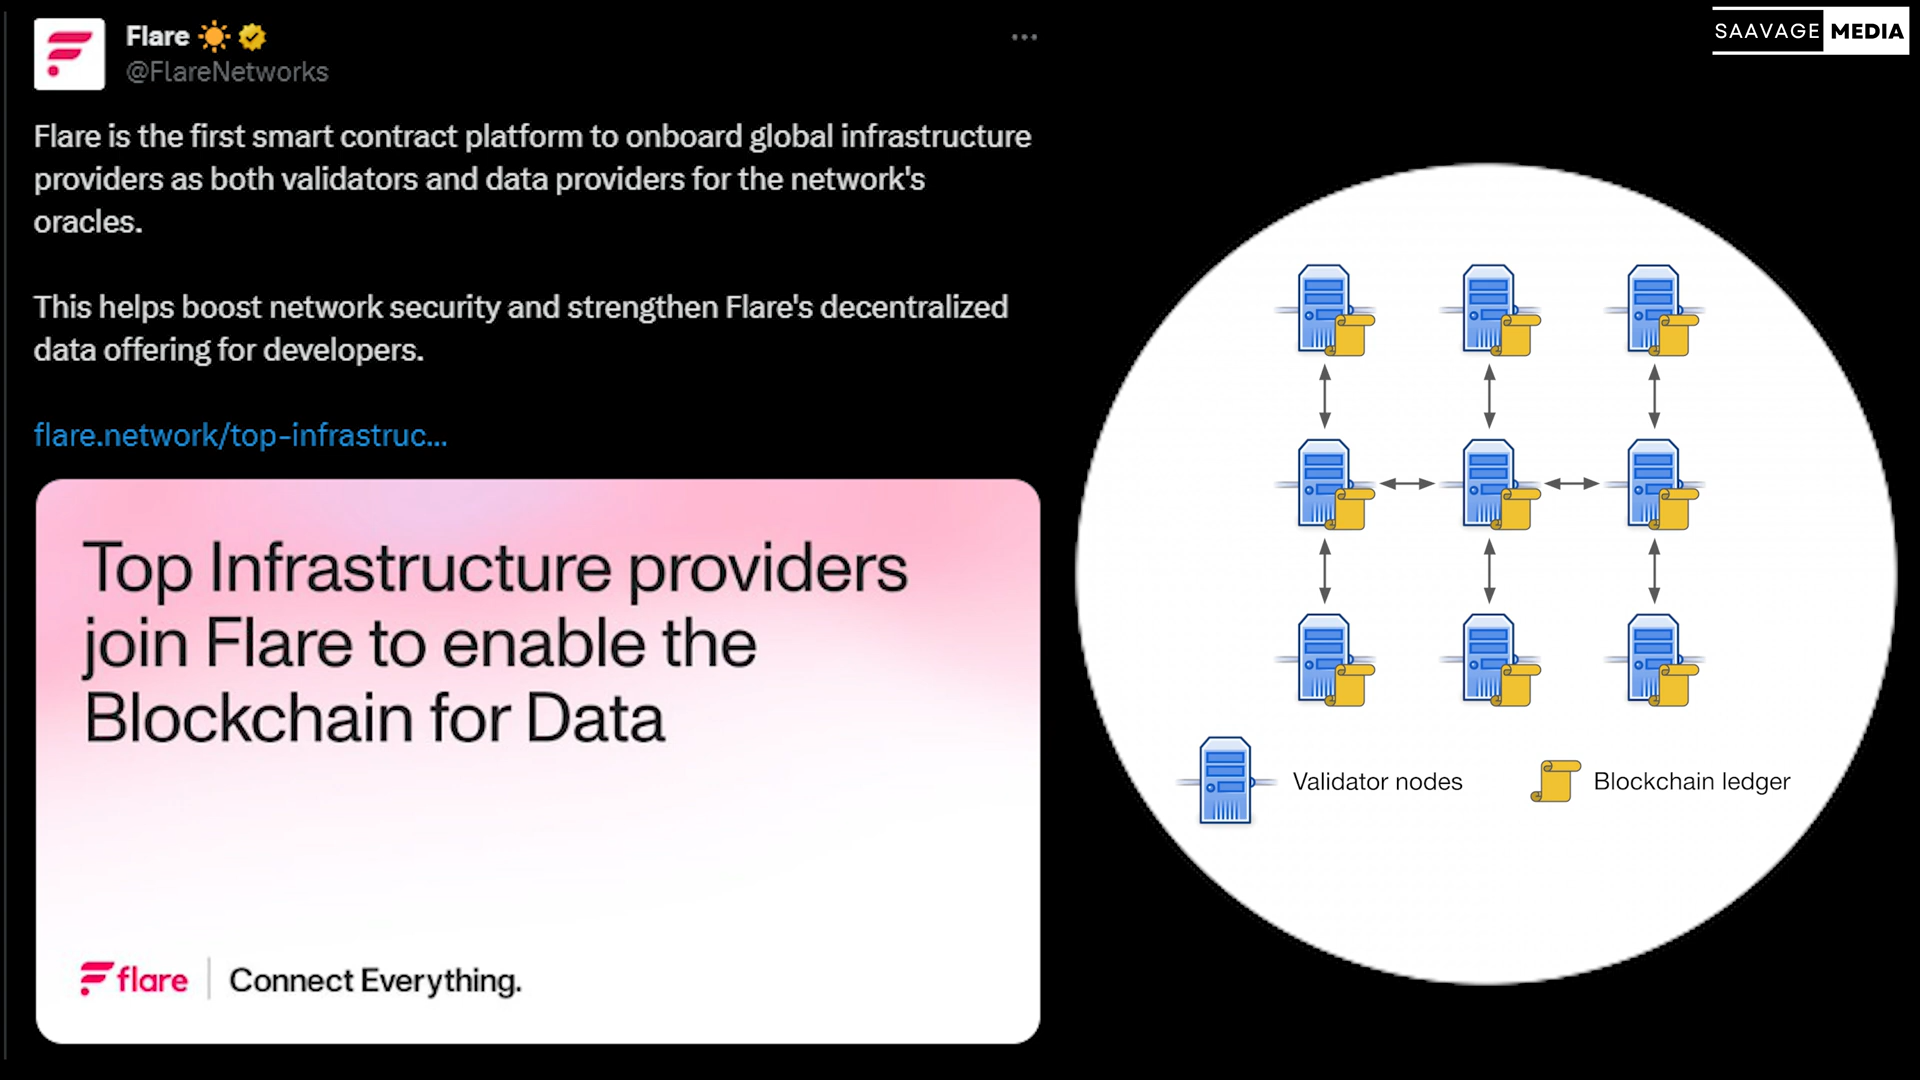 Flare
@FlareNetworks
SAAVAGE MEDIA
Flare is the first smart contract platform to onboard global infrastructure
providers as both validators and data providers for the network's
oracles.
This helps boost network security and strengthen Flare's decentralized
data offering for developers.
flare.network/top-infrastruc...
Top Infrastructure providers
join Flare to enable the
Blockchain for Data
flare Connect Everything.
Validator nodes
Blockchain ledger